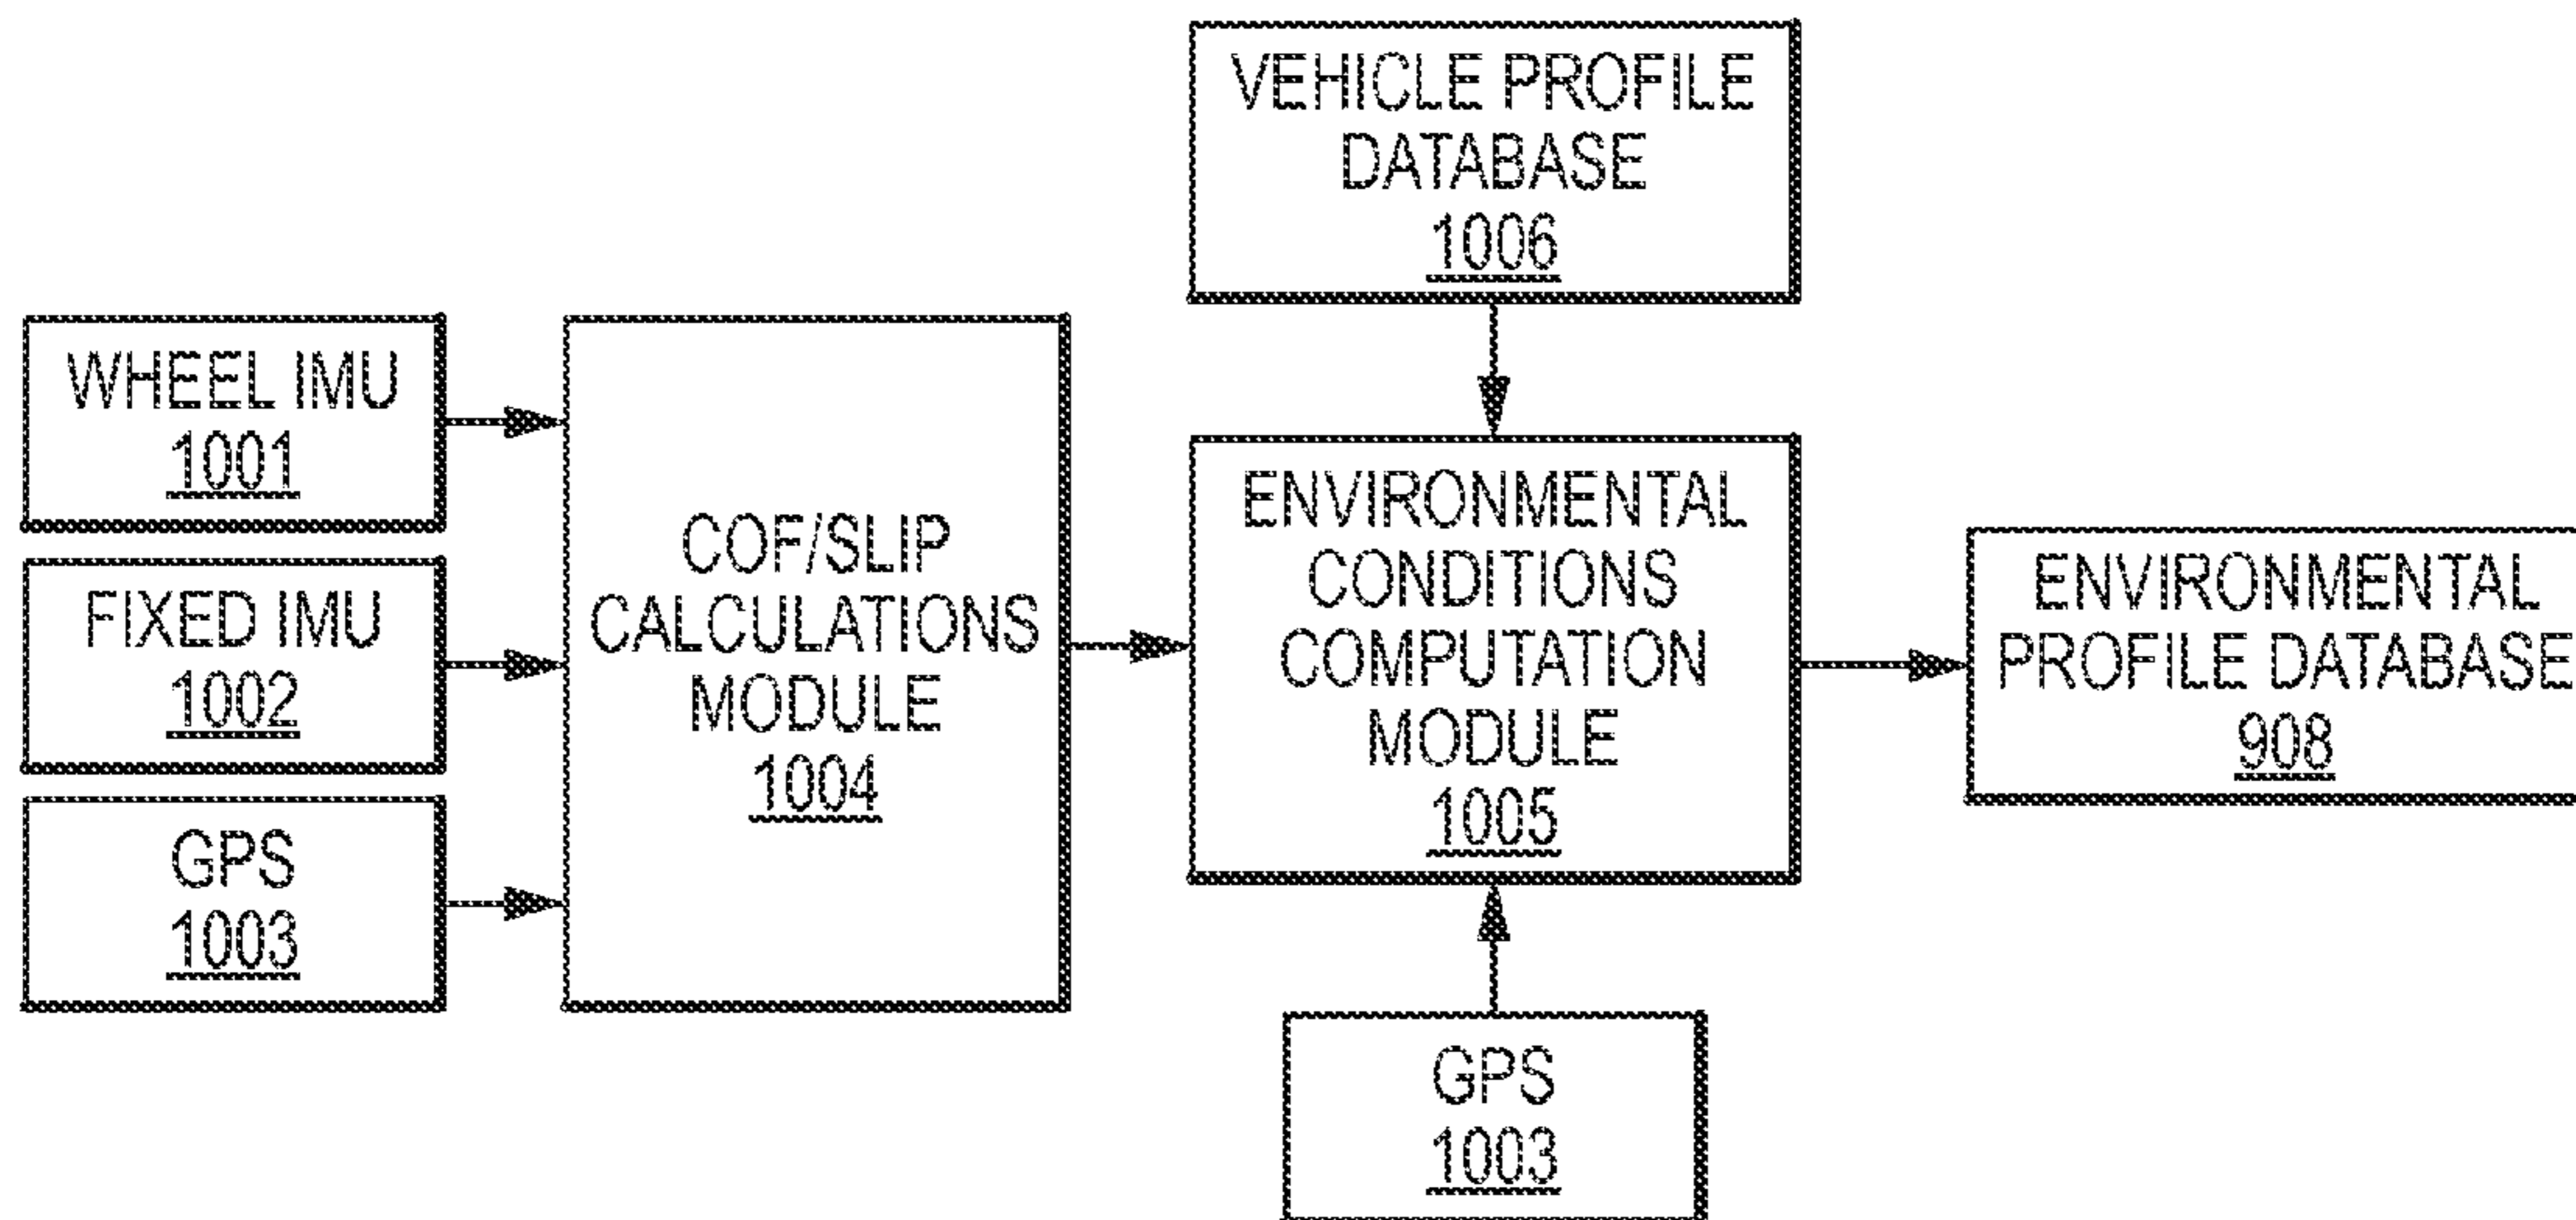 VEHICLE PROFILE
DATABASE
1006
WHEEL IMU
1001
FIXED IMU
1002
GPS
1003
COF/SLIP
CALCULATIONS
MODULE
1004
ENVIRONMENTAL
CONDITIONS
COMPUTATION
MODULE
1005
ENVIRONMENTAL
PROFILE DATABASE
908
GPS
1003